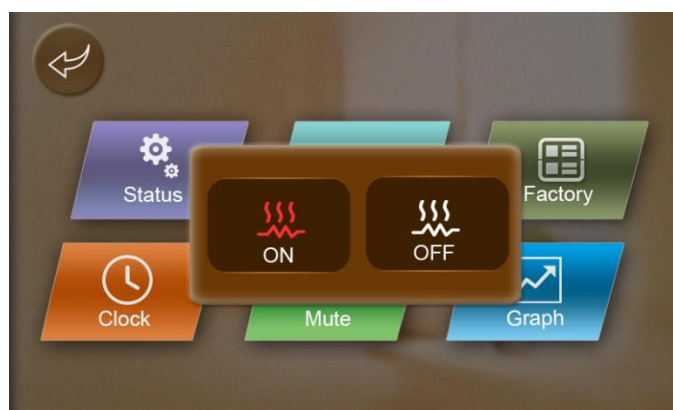 Status
Factory
ON
OFF
Clock
Mute
Graph